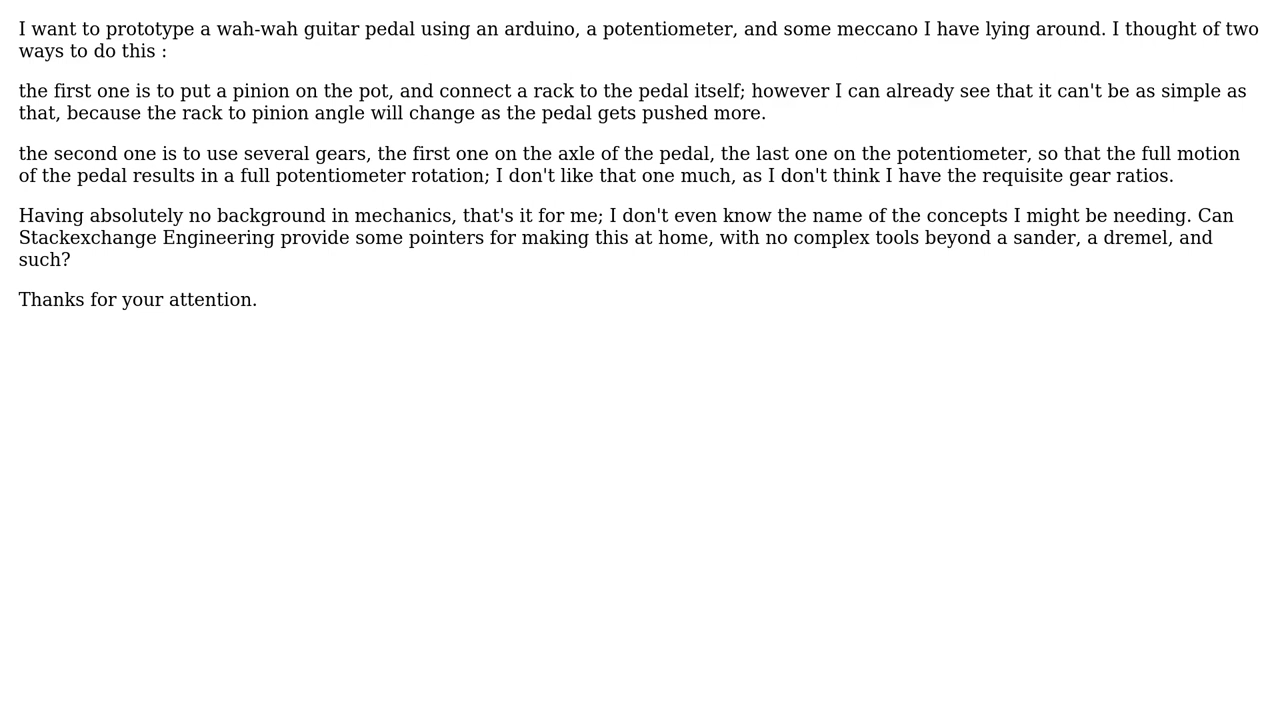 I want to prototype a wah-wah guitar pedal using an arduino, a potentiometer, and some meccano I have lying around. I thought of two
ways to do this :
the first one is to put a pinion on the pot, and connect a rack to the pedal itself; however I can already see that it can't be as simple as
that, because the rack to pinion angle will change as the pedal gets pushed more.
the second one is to use several gears, the first one on the axle of the pedal, the last one on the potentiometer, so that the full motion
of the pedal results in a full potentiometer rotation; I don't like that one much, as I don't think I have the requisite gear ratios.
Having absolutely no background in mechanics, that's it for me; I don't even know the name of the concepts I might be needing. Can
Stackexchange Engineering provide some pointers for making this at home, with no complex tools beyond a sander, a dremel, and
such?
Thanks for your attention.